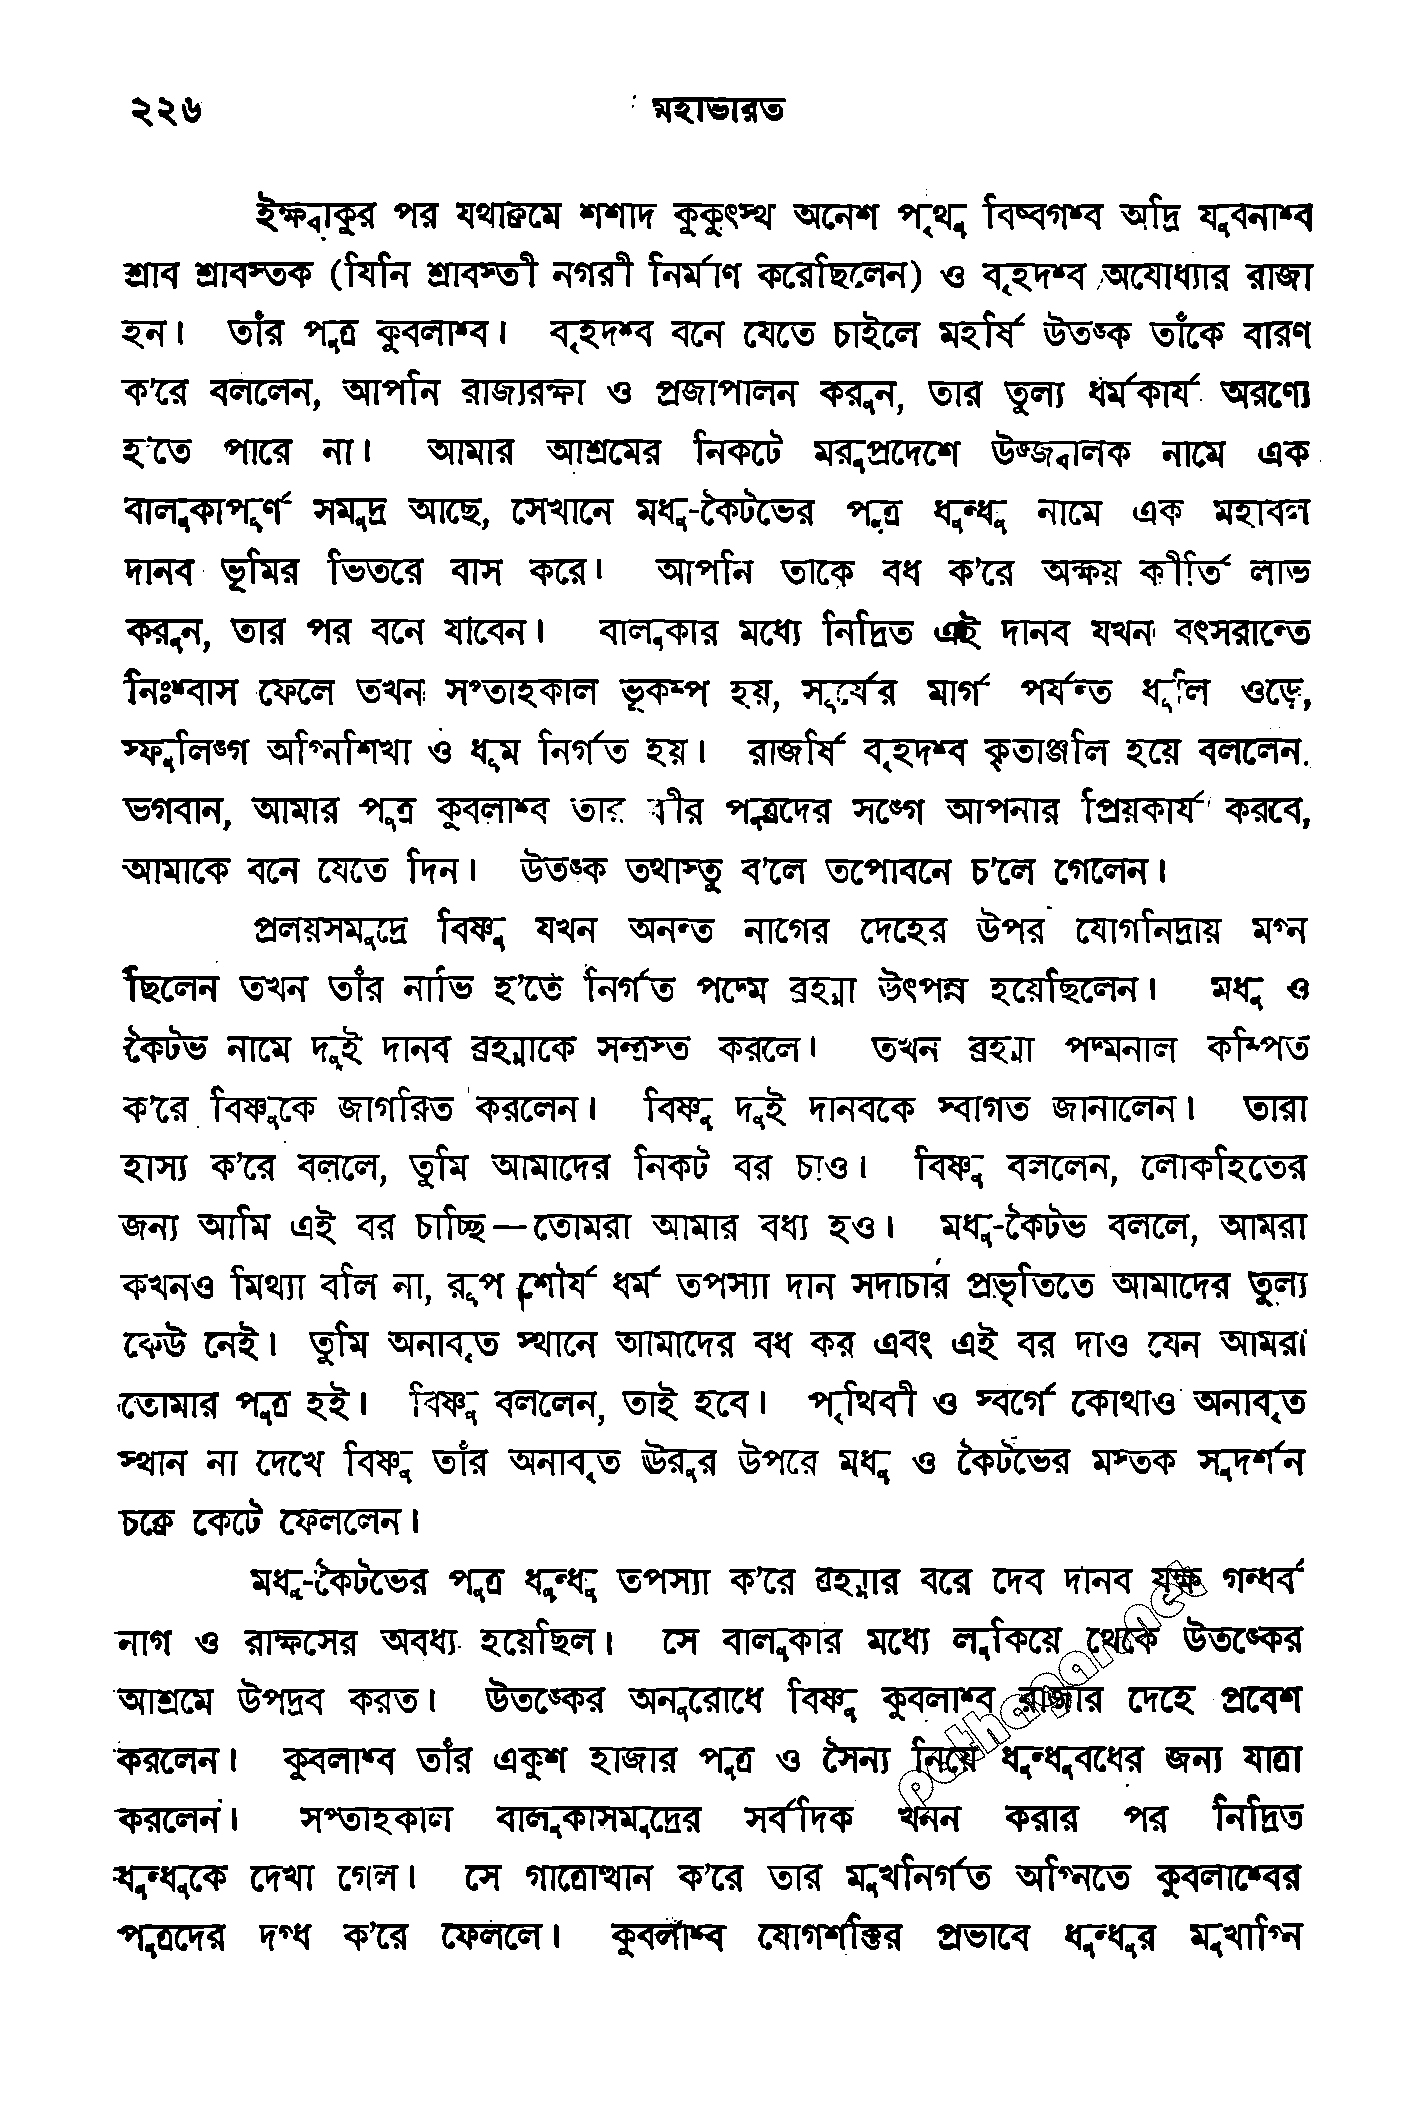 ২২৬ মহাভারত
ইক্ষ্বাকুর পর যথাক্রমে শশাদ কুকুৎস্থ অনেশ পৃথু বিষ্বগশ্ব অদ্রি যুবনাশ্ব
শ্রাব শ্রাবস্তক (যিনি শ্রাবস্তী নগরী নির্মাণ করেছিলেন) ও বৃহদশ্ব অযোধ্যার রাজা
হন। তাঁর পুত্র কুবলাশ্ব। বৃহদশ্ব বনে যেতে চাইলে মহর্ষি উতঙ্ক তাঁকে বারণ
ক’রে বললেন, আপনি রাজ্যরক্ষা ও প্রজাপালন করুন, তার তুল্য ধর্মকার্য অরণ্যে
হ’তে পারে না। আমার আশ্রমের নিকটে মরুপ্রদেশে উজ্জ্বালক নামে এক
বালুকাপূর্ণ সমুদ্র আছে, সেখানে মধু-কৈটভের পুত্র ধুন্ধু নামে এক মহাবল
দানব ভূমির ভিতরে বাস করে। আপনি তাকে বধ ক’রে অক্ষয় কীর্তি লাভ
করুন, তার পর বনে যাবেন। বালুকার মধ্যে নিদ্রিত এই দানব যখন বৎসরান্তে
নিঃশ্বাস ফেলে তখন সপ্তাহকাল ভূকম্প হয়, সূর্যের মার্গ পর্যন্ত ধূলি ওড়ে,
স্ফুলিঙ্গ অগ্নিশিখা ও ধূম নির্গত হয়। রাজর্ষি বৃহদশ্ব কৃতাঞ্জলি হয়ে বললেন,
ভগবান, আমার পুত্র কুবলাশ্ব তার বীর পুত্রদের সঙ্গে আপনার প্রিয়কার্য করবে,
আমাকে বনে যেতে দিন। উতঙ্ক তথাস্তু ব’লে তপোবনে চ’লে গেলেন।
প্রলয়সমুদ্রে বিষ্ণু যখন অনন্ত নাগের দেহের উপর যোগনিদ্রায় মগ্ন
ছিলেন তখন তাঁর নাভি হ’তে নির্গত পদ্মে ব্রহ্মা উৎপন্ন হয়েছিলেন। মধু ও
কৈটভ নামে দুই দানব ব্রহ্মাকে সন্ত্রস্ত করলে। তখন ব্রহ্মা পদ্মনাল কম্পিত
ক’রে বিষ্ণুকে জাগরিত করলেন। বিষ্ণু দুই দানবকে স্বাগত জানালেন। তারা
হাস্য ক’রে বললে, তুমি আমাদের নিকট বর চাও। বিষ্ণু বললেন, লোকহিতের
জন্য আমি এই বর চাচ্ছি—তোমরা আমার বধ্য হও। মধু-কৈটভ বললে, আমরা
কখনও মিথ্যা বলি না, রূপ শৌর্য ধর্ম তপস্যা দান সদাচার প্রভৃতিতে আমাদের তুল্য
কেউ নেই। তুমি অনাবৃত স্থানে আমাদের বধ কর এবং এই বর দাও যেন আমরা
তোমার পুত্র হই। বিষ্ণু বললেন, তাই হবে। পৃথিবী ও স্বর্গে কোথাও অনাবৃত
স্থান না দেখে বিষ্ণু তাঁর অনাবৃত ঊরুর উপরে মধু ও কৈটভের মস্তক সুদর্শন
চক্রে কেটে ফেললেন।
মধু-কৈটভের পুত্র ধুন্ধু তপস্যা ক’রে ব্রহ্মার বরে দেব দানব যক্ষ গন্ধর্ব
নাগ ও রাক্ষসের অবধ্য হয়েছিল। সে বালুকার মধ্যে লুকিয়ে থেকে উতঙ্কের
আশ্রমে উপদ্রব করত। উতঙ্কের অনুরোধে বিষ্ণু কুবলাশ্ব রাজার দেহে প্রবেশ
করলেন। কুবলাশ্ব তাঁর একুশ হাজার পুত্র ও সৈন্য নিয়ে ধুন্ধুবধের জন্য যাত্রা
করলেন। সপ্তাহকাল বালুকাসমুদ্রের সর্বদিক খনন করার পর নিদ্রিত
ধুন্ধুকে দেখা গেল। সে গাত্রোত্থান ক’রে তার মুখনির্গত অগ্নিতে কুবলাশ্বের
পুত্রদের দগ্ধ ক’রে ফেললে। কুবলাশ্ব যোগশক্তির প্রভাবে ধুন্ধুর মুখাগ্নি
pathagar.net